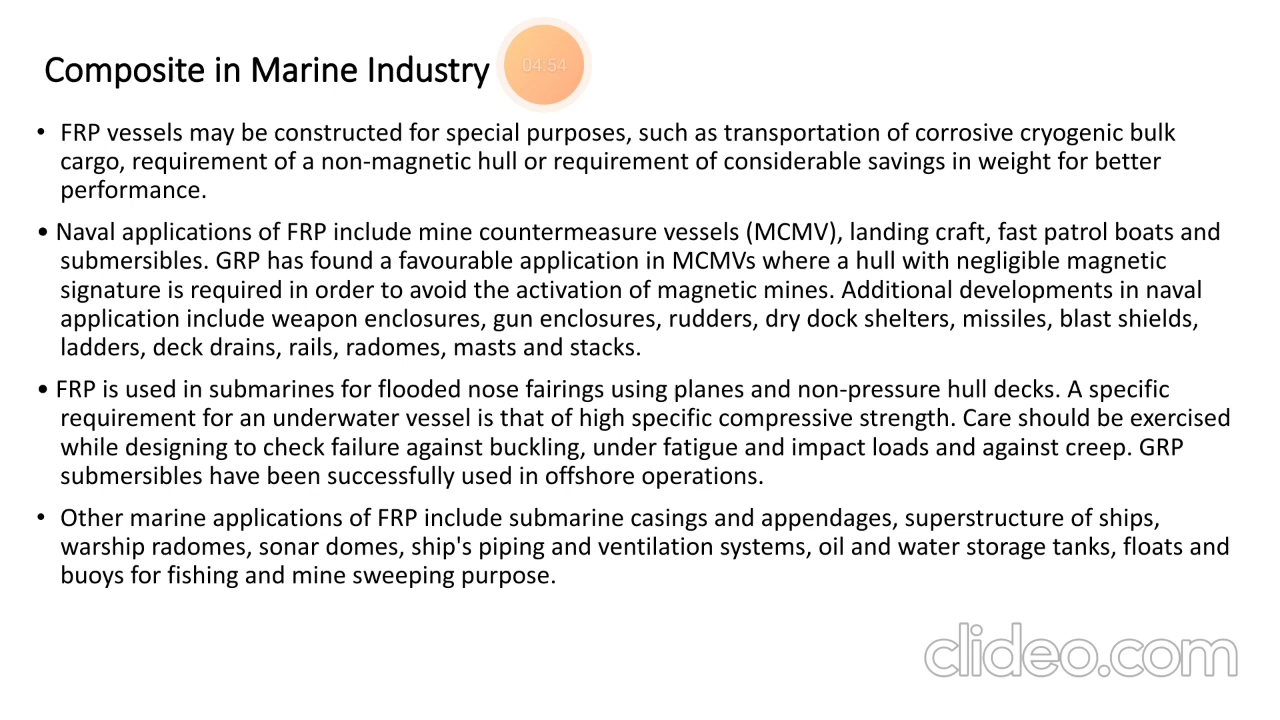 Composite in Marine Industry
04:54
• FRP vessels may be constructed for special purposes, such as transportation of corrosive cryogenic bulk
cargo, requirement of a non-magnetic hull or requirement of considerable savings in weight for better
performance.
• Naval applications of FRP include mine countermeasure vessels (MCMV), landing craft, fast patrol boats and
submersibles. GRP has found a favourable application in MCMVs where a hull with negligible magnetic
signature is required in order to avoid the activation of magnetic mines. Additional developments in naval
application include weapon enclosures, gun enclosures, rudders, dry dock shelters, missiles, blast shields,
ladders, deck drains, rails, radomes, masts and stacks.
• FRP is used in submarines for flooded nose fairings using planes and non-pressure hull decks. A specific
requirement for an underwater vessel is that of high specific compressive strength. Care should be exercised
while designing to check failure against buckling, under fatigue and impact loads and against creep. GRP
submersibles have been successfully used in offshore operations.
• Other marine applications of FRP include submarine casings and appendages, superstructure of ships,
warship radomes, sonar domes, ship's piping and ventilation systems, oil and water storage tanks, floats and
buoys for fishing and mine sweeping purpose.
clideo.com